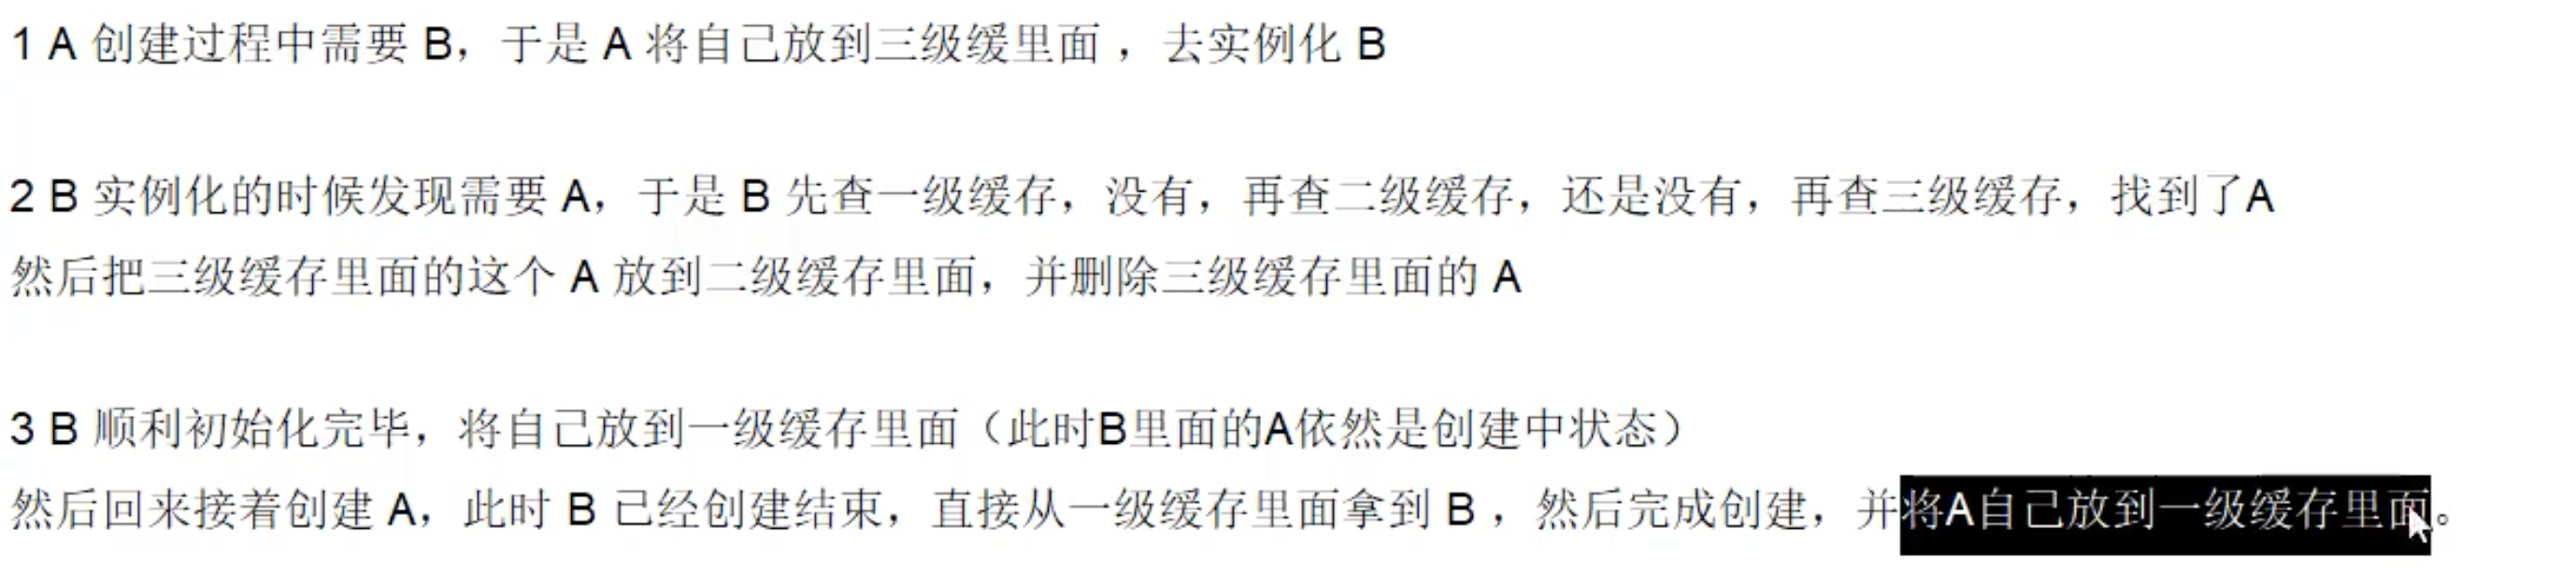 1 A 创建过程中需要 B，于是 A 将自己放到三级缓里面 ，去实例化 B
2 B 实例化的时候发现需要 A，于是 B 先查一级缓存，没有，再查二级缓存，还是没有，再查三级缓存，找到了A
然后把三级缓存里面的这个 A 放到二级缓存里面，并删除三级缓存里面的 A
3 B 顺利初始化完毕，将自己放到一级缓存里面（此时B里面的A依然是创建中状态）
然后回来接着创建 A，此时 B 已经创建结束，直接从一级缓存里面拿到 B ，然后完成创建，并将A自己放到一级缓存里面。